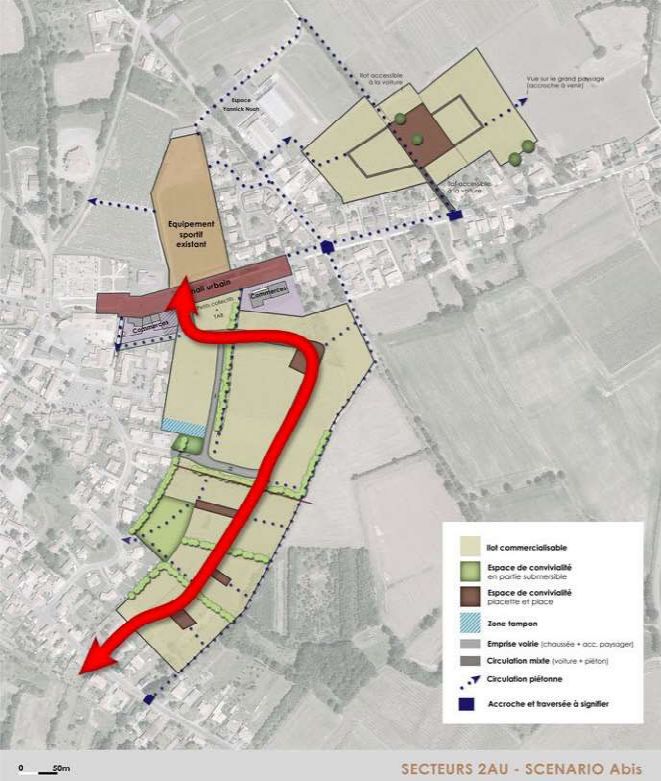 Ilot accessible
à la voiture
Vue sur le grand paysage
(accroche à venir)
Espace
Yannick Noah
Ilot accessible
à la voiture
Equipement
sportif
existant
mail urbain
Petits collectifs
+
TAB
Commerces
Commerces
Ilot commercialisable
Espace de convivialité
en partie submersible
Espace de convivialité
placette et place
Zone tampon
Emprise voirie (chaussée + acc. paysager)
Circulation mixte (voiture + piéton)
Circulation piétonne
Accroche et traversée à signifier
0 50m
SECTEURS 2AU - SCENARIO Abis